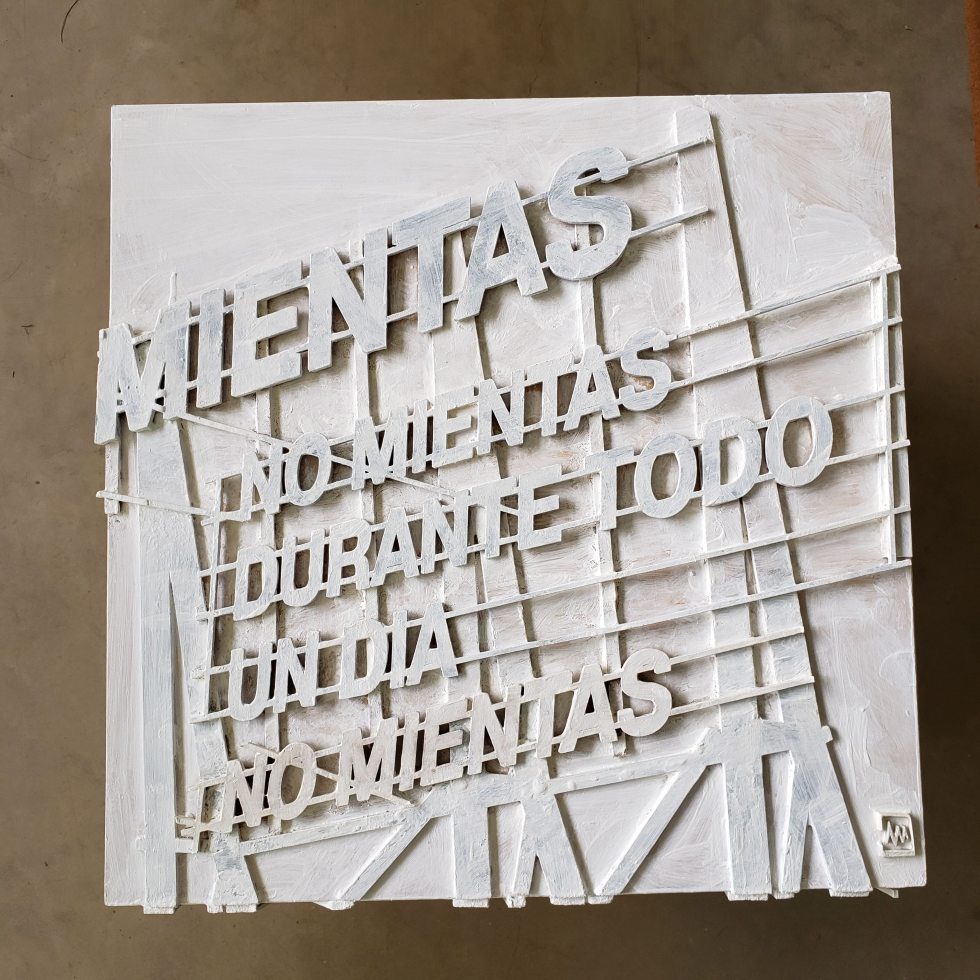 MIENTAS
NO MIENTAS
DURANTE TODO
UN DIA
NO MIENTAS